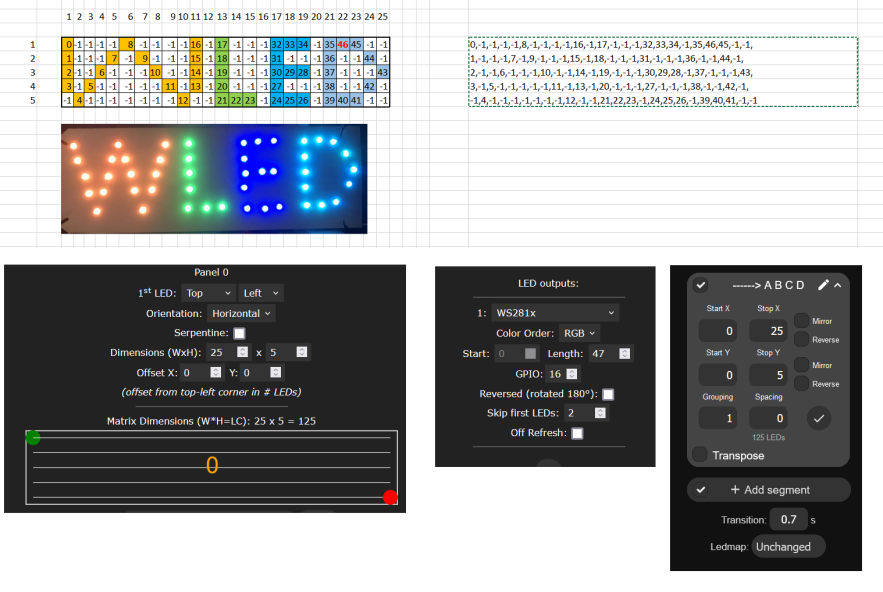 1 2 3 4 5 6 7 8 9 10 11 12 13 14 15 16 17 18 19 20 21 22 23 24 25
1 0 -1 -1 -1 -1 8 -1 -1 -1 -1 16 -1 17 -1 -1 -1 32 33 34 -1 35 46 45 -1 -1
2 1 -1 -1 -1 7 -1 9 -1 -1 -1 15 -1 18 -1 -1 -1 31 -1 -1 -1 36 -1 -1 44 -1
3 2 -1 -1 6 -1 -1 -1 10 -1 -1 14 -1 19 -1 -1 -1 30 29 28 -1 37 -1 -1 -1 43
4 3 -1 5 -1 -1 -1 -1 -1 11 -1 13 -1 20 -1 -1 -1 27 -1 -1 -1 38 -1 -1 42 -1
5 -1 4 -1 -1 -1 -1 -1 -1 -1 12 -1 -1 21 22 23 -1 24 25 26 -1 39 40 41 -1 -1
0,-1,-1,-1,-1,8,-1,-1,-1,-1,16,-1,17,-1,-1,-1,32,33,34,-1,35,46,45,-1,-1,
1,-1,-1,-1,7,-1,9,-1,-1,-1,15,-1,18,-1,-1,-1,31,-1,-1,-1,36,-1,-1,44,-1,
2,-1,-1,6,-1,-1,-1,10,-1,-1,14,-1,19,-1,-1,-1,30,29,28,-1,37,-1,-1,-1,43,
3,-1,5,-1,-1,-1,-1,-1,11,-1,13,-1,20,-1,-1,-1,27,-1,-1,-1,38,-1,-1,42,-1,
-1,4,-1,-1,-1,-1,-1,-1,-1,12,-1,-1,21,22,23,-1,24,25,26,-1,39,40,41,-1,-1
WLED
Panel 0
1st LED: Top Left
Orientation: Horizontal
Serpentine:
Dimensions (WxH): 25 x 5
Offset X: 0 Y: 0
(offset from top-left corner in # LEDs)
Matrix Dimensions (W*H=LC): 25 x 5 = 125
0
LED outputs:
1: WS281x
Color Order: RGB
Start: 0 Length: 47
GPIO: 16
Reversed (rotated 180°):
Skip first LEDs: 2
Off Refresh:
-----> A B C D
Start X Stop X
0 25 Mirror
Reverse
Start Y Stop Y
0 5 Mirror
Reverse
Grouping Spacing
1 0
125 LEDs
Transpose
+ Add segment
Transition: 0.7 s
Ledmap: Unchanged